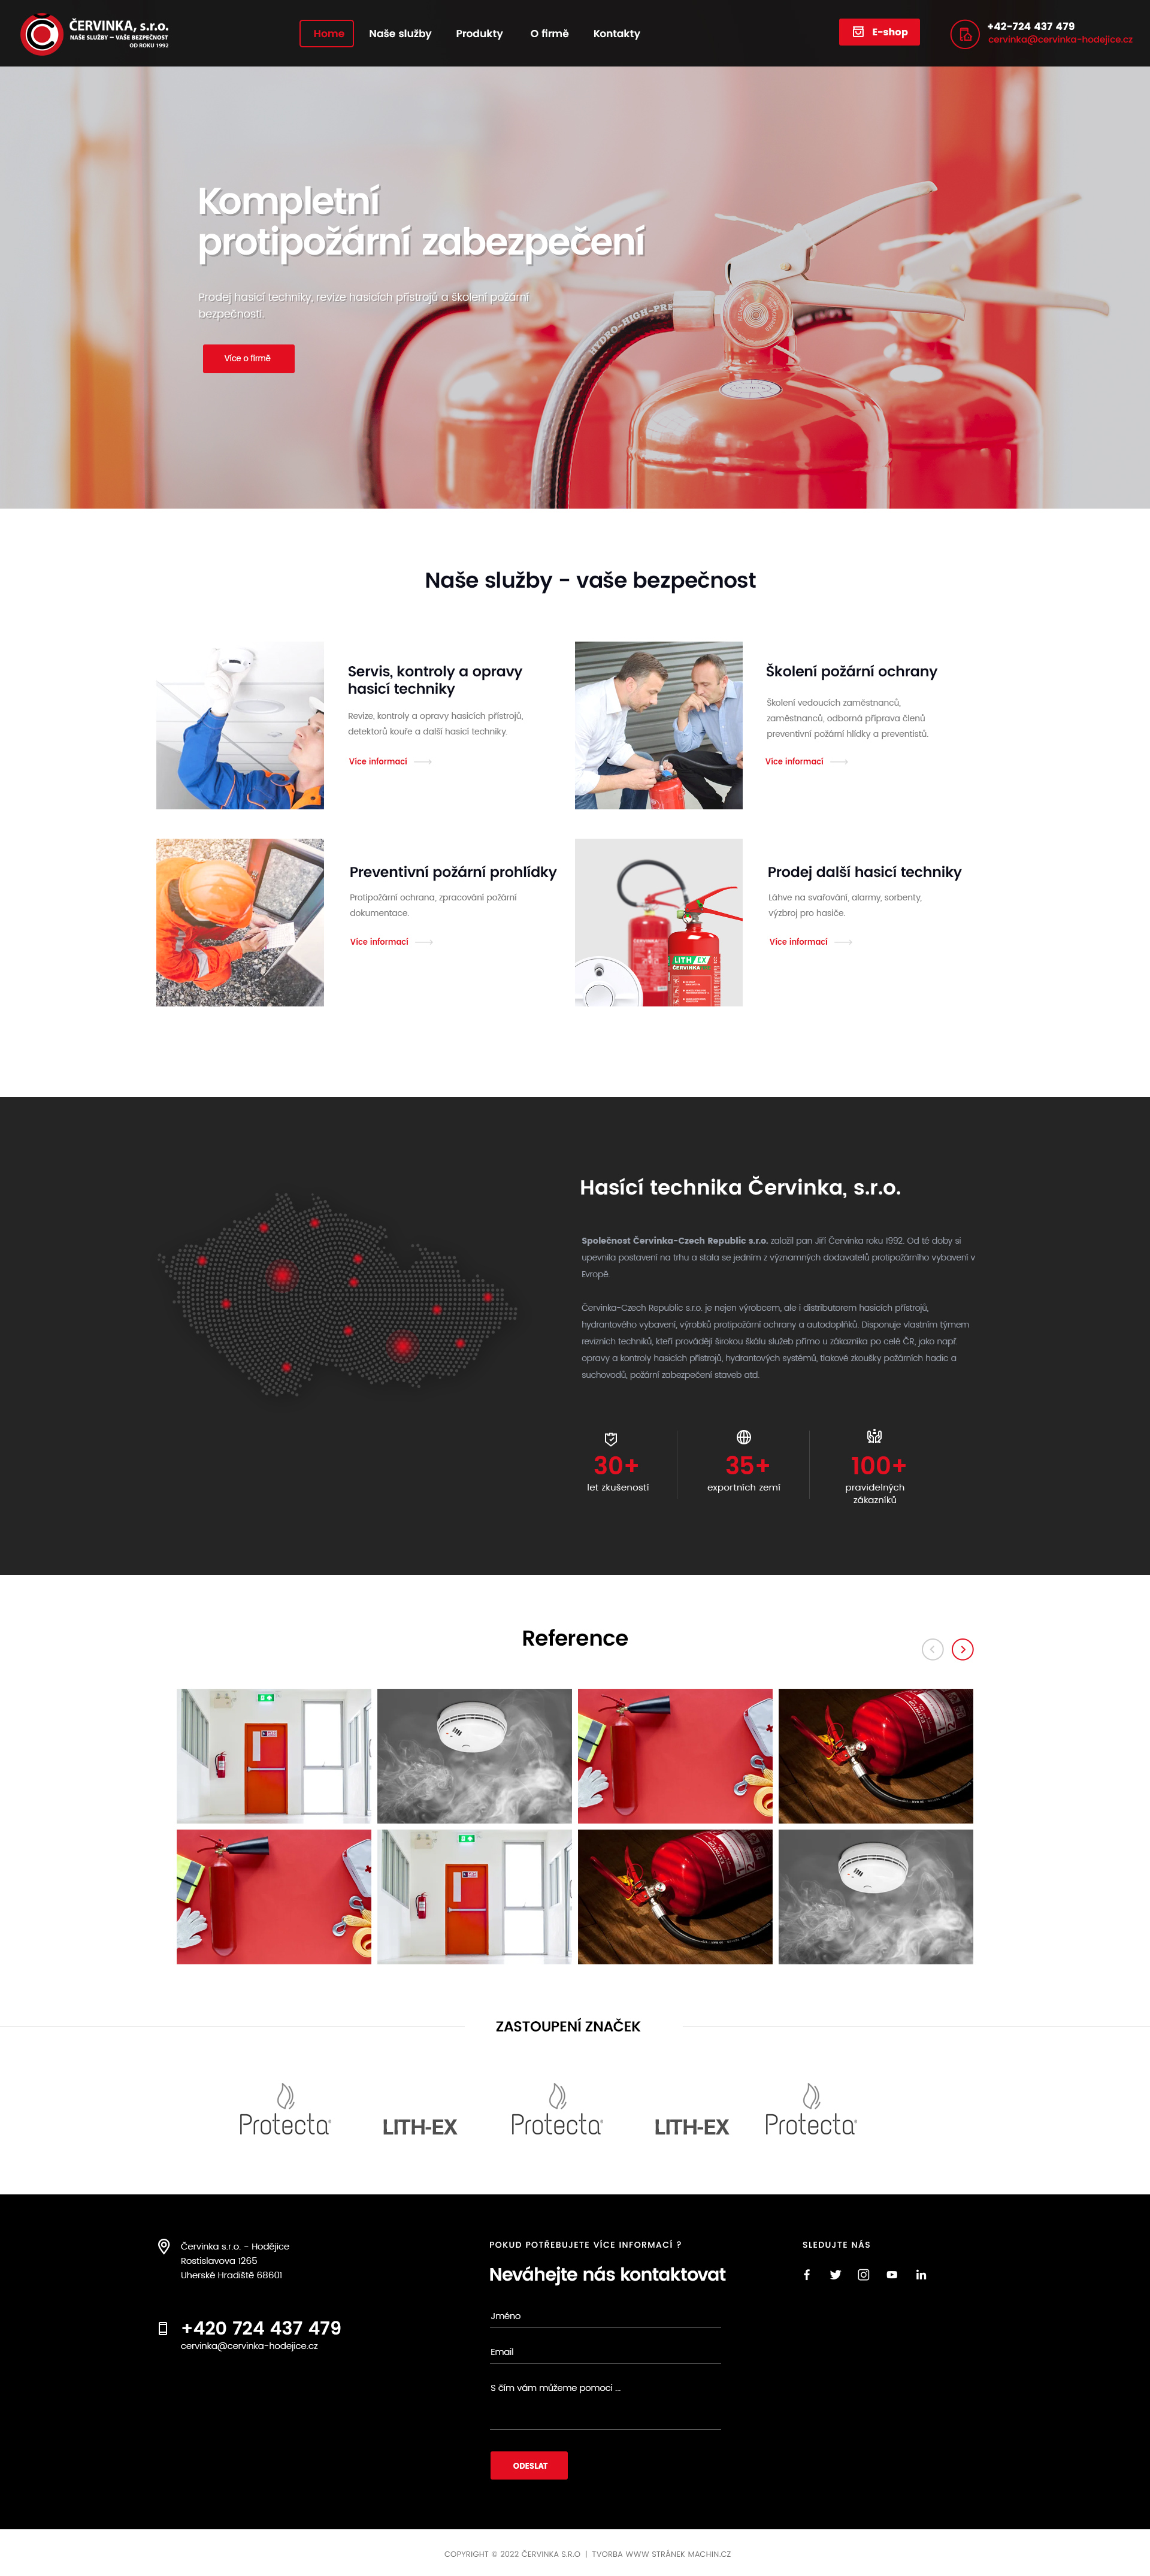 ČERVINKA, s.r.o.
NAŠE SLUŽBY – VAŠE BEZPEČNOST
OD ROKU 1992
Home
Naše služby
Produkty
O firmě
Kontakty
E-shop
+42-724 437 479
cervinka@cervinka-hodejice.cz
Kompletní
protipožární zabezpečení
Prodej hasicí techniky, revize hasicích přístrojů a školení požární
bezpečnosti.
Více o firmě
HYDRO-HIGH-PRE
Naše služby - vaše bezpečnost
Servis, kontroly a opravy
hasicí techniky
Revize, kontroly a opravy hasicích přístrojů,
detektorů kouře a další hasicí techniky.
Více informací
Školení požární ochrany
Školení vedoucích zaměstnanců,
zaměstnanců, odborná příprava členů
preventivní požární hlídky a preventistů.
Více informací
Preventivní požární prohlídky
Protipožární ochrana, zpracování požární
dokumentace.
Více informací
LITH EX
ČERVINKA
Prodej další hasicí techniky
Láhve na svařování, alarmy, sorbenty,
výzbroj pro hasiče.
Více informací
Hasící technika Červinka, s.r.o.
Společnost Červinka-Czech Republic s.r.o. založil pan Jiří Červinka roku 1992. Od té doby si
upevnila postavení na trhu a stala se jedním z významných dodavatelů protipožárního vybavení v
Evropě.
Červinka-Czech Republic s.r.o. je nejen výrobcem, ale i distributorem hasicích přístrojů,
hydrantového vybavení, výrobků protipožární ochrany a autodoplňků. Disponuje vlastním týmem
revizních techniků, kteří provádějí širokou škálu služeb přímo u zákazníka po celé ČR, jako např.
opravy a kontroly hasicích přístrojů, hydrantových systémů, tlakové zkoušky požárních hadic a
suchovodů, požární zabezpečení staveb atd.
30+
let zkušeností
35+
exportních zemí
100+
pravidelných
zákazníků
Reference
ZASTOUPENÍ ZNAČEK
Protecta®
LITH-EX
Protecta®
LITH-EX
Protecta®
Červinka s.r.o. - Hodějice
Rostislavova 1265
Uherské Hradiště 68601
+420 724 437 479
cervinka@cervinka-hodejice.cz
POKUD POTŘEBUJETE VÍCE INFORMACÍ ?
Neváhejte nás kontaktovat
Jméno
Email
S čím vám můžeme pomoci ...
ODESLAT
SLEDUJTE NÁS
COPYRIGHT © 2022 ČERVINKA S.R.O | TVORBA WWW STRÁNEK MACHIN.CZ